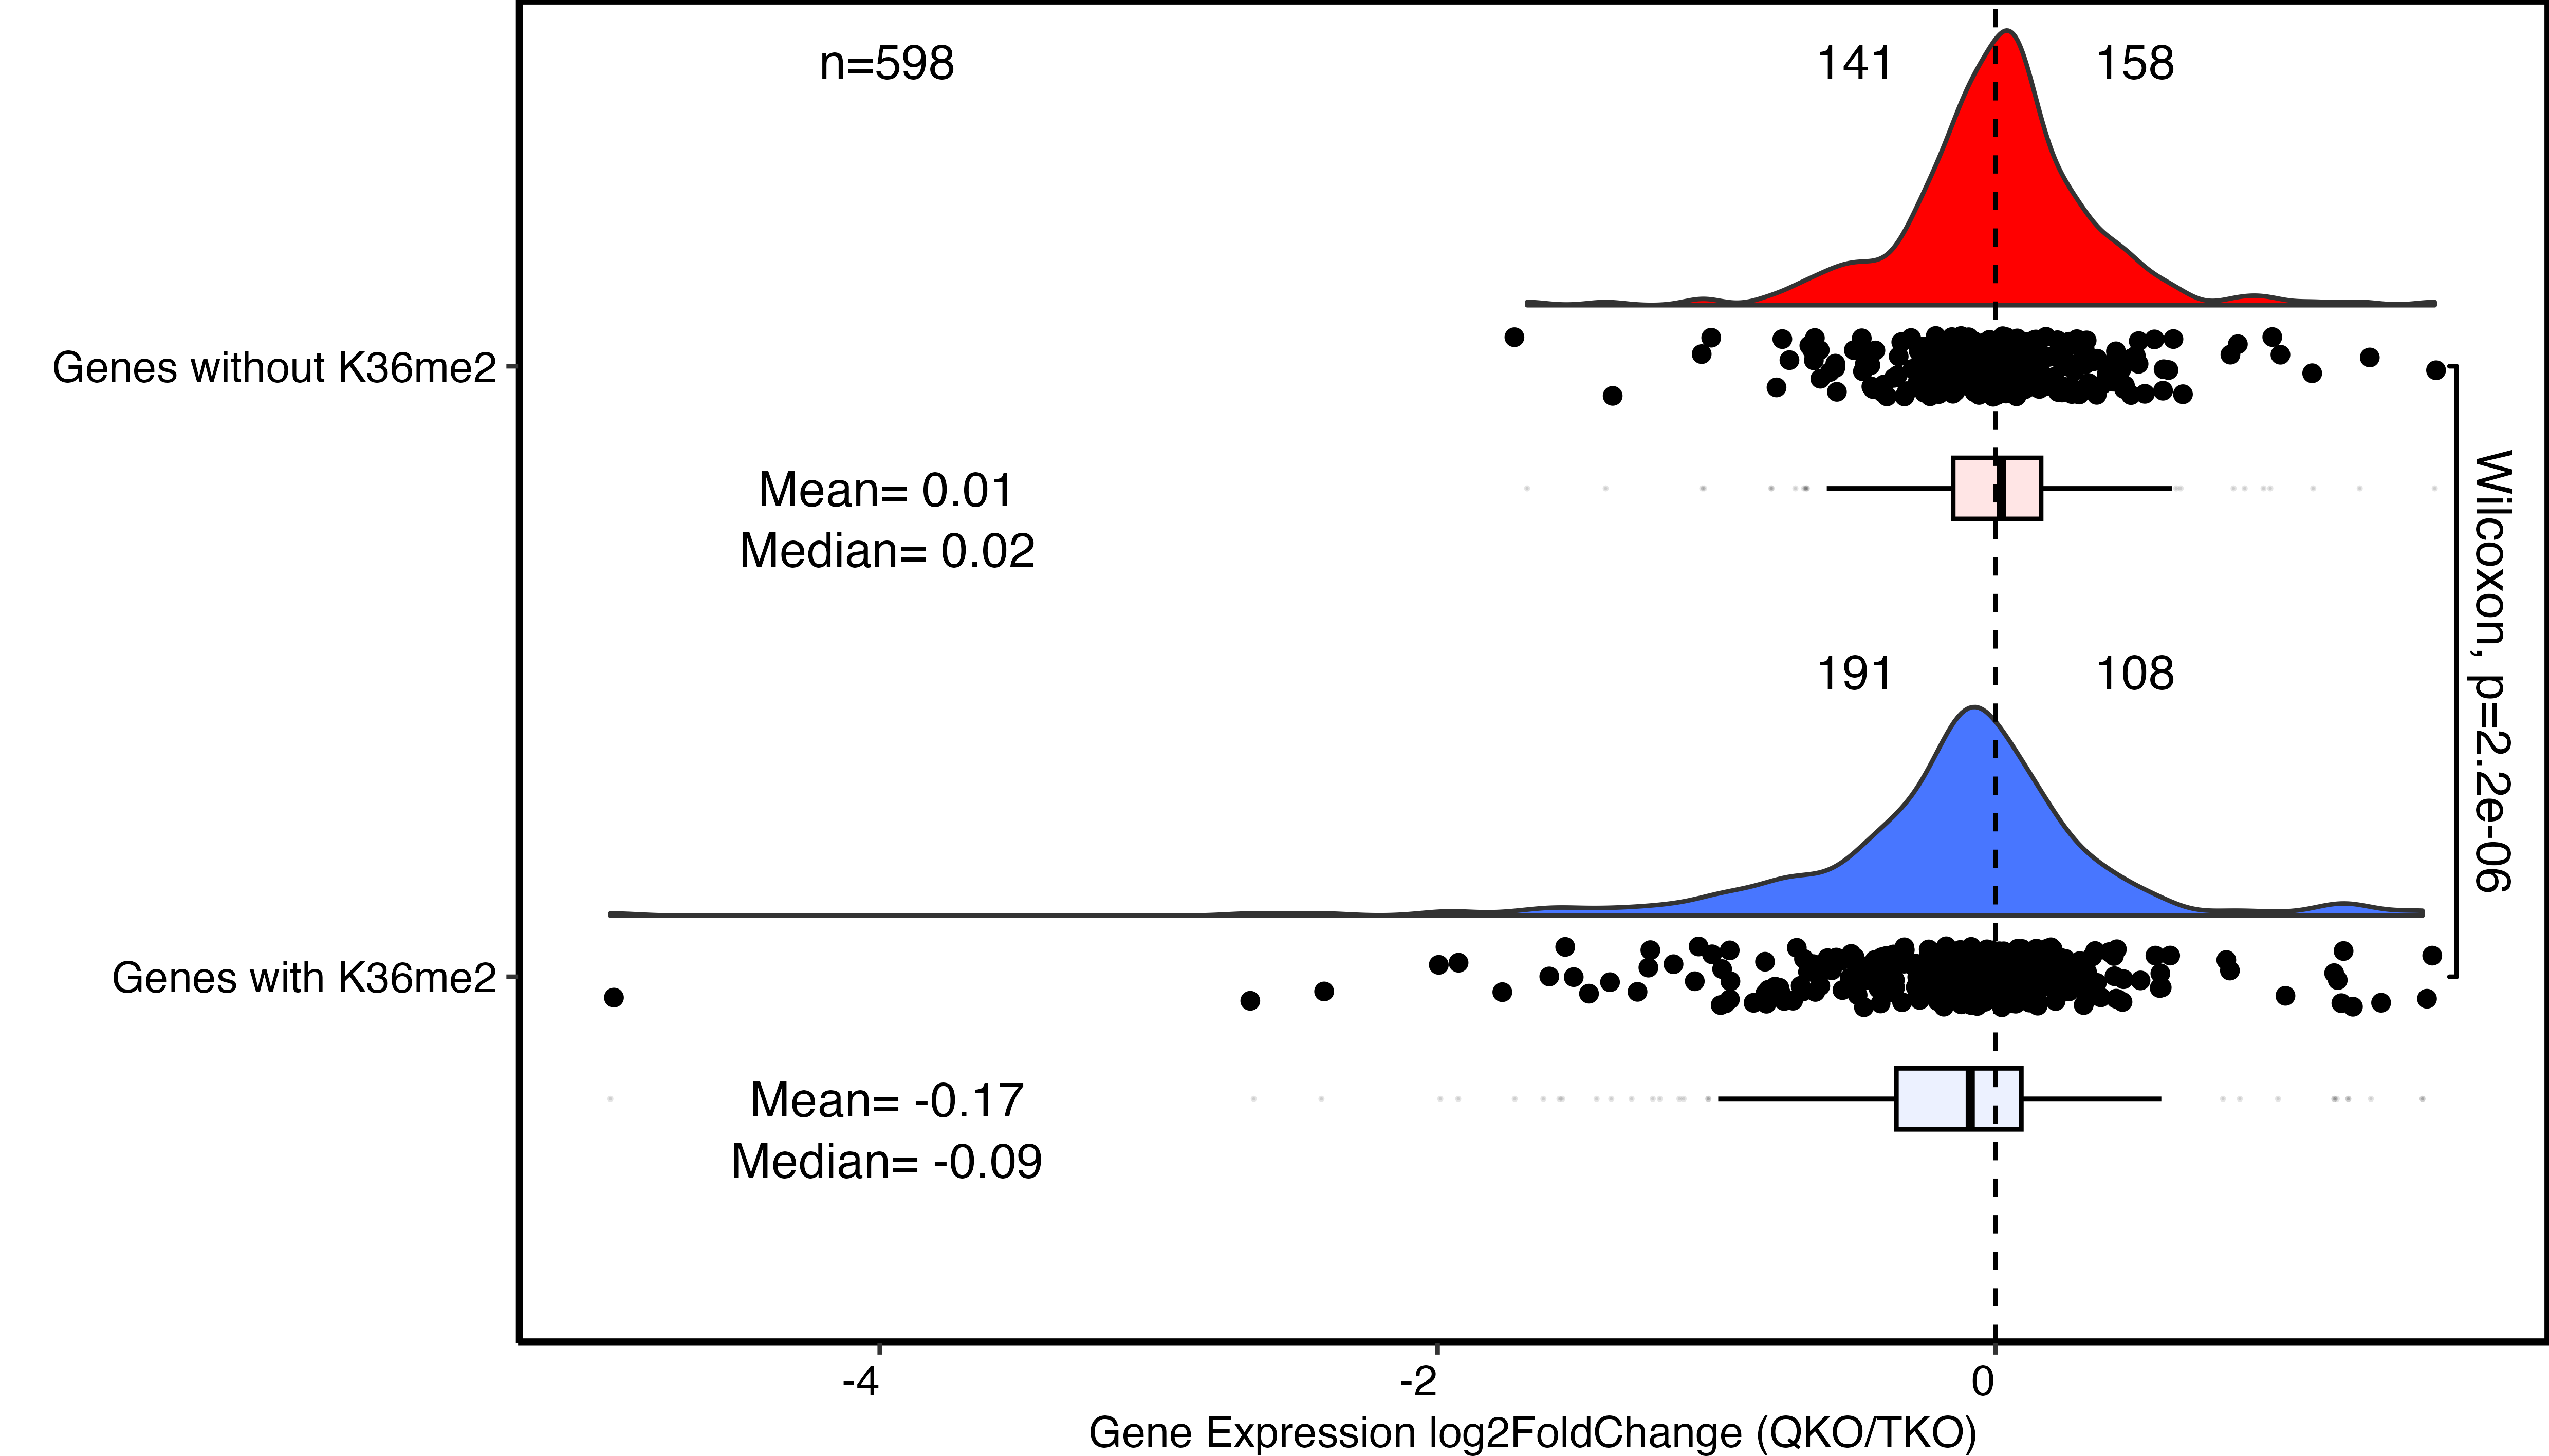 n=598
141
158
Genes without K36me2
Mean= 0.01
Median= 0.02
Wilcoxon, p=2.2e-06
191
108
Genes with K36me2
Mean= -0.17
Median= -0.09
-4
-2
0
Gene Expression log2FoldChange (QKO/TKO)